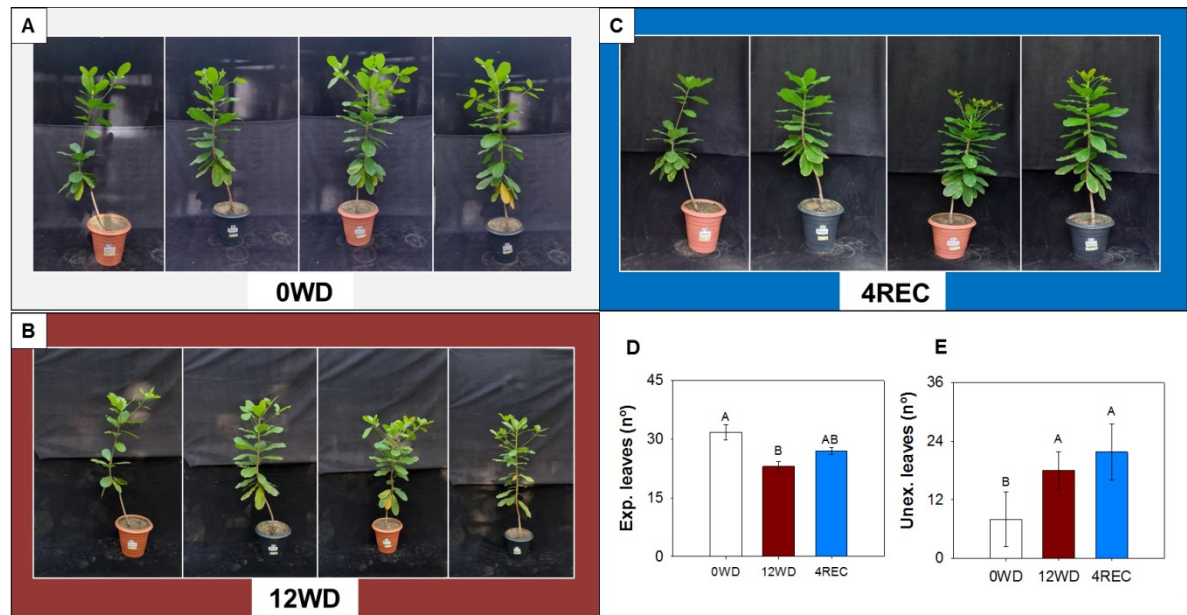 A
0WD
C
4REC
B
12WD
D
45
30
15
0
Exp. leaves (nº)
A
B
AB
0WD
12WD
4REC
E
36
24
12
0
Unex. leaves (nº)
B
A
A
0WD
12WD
4REC